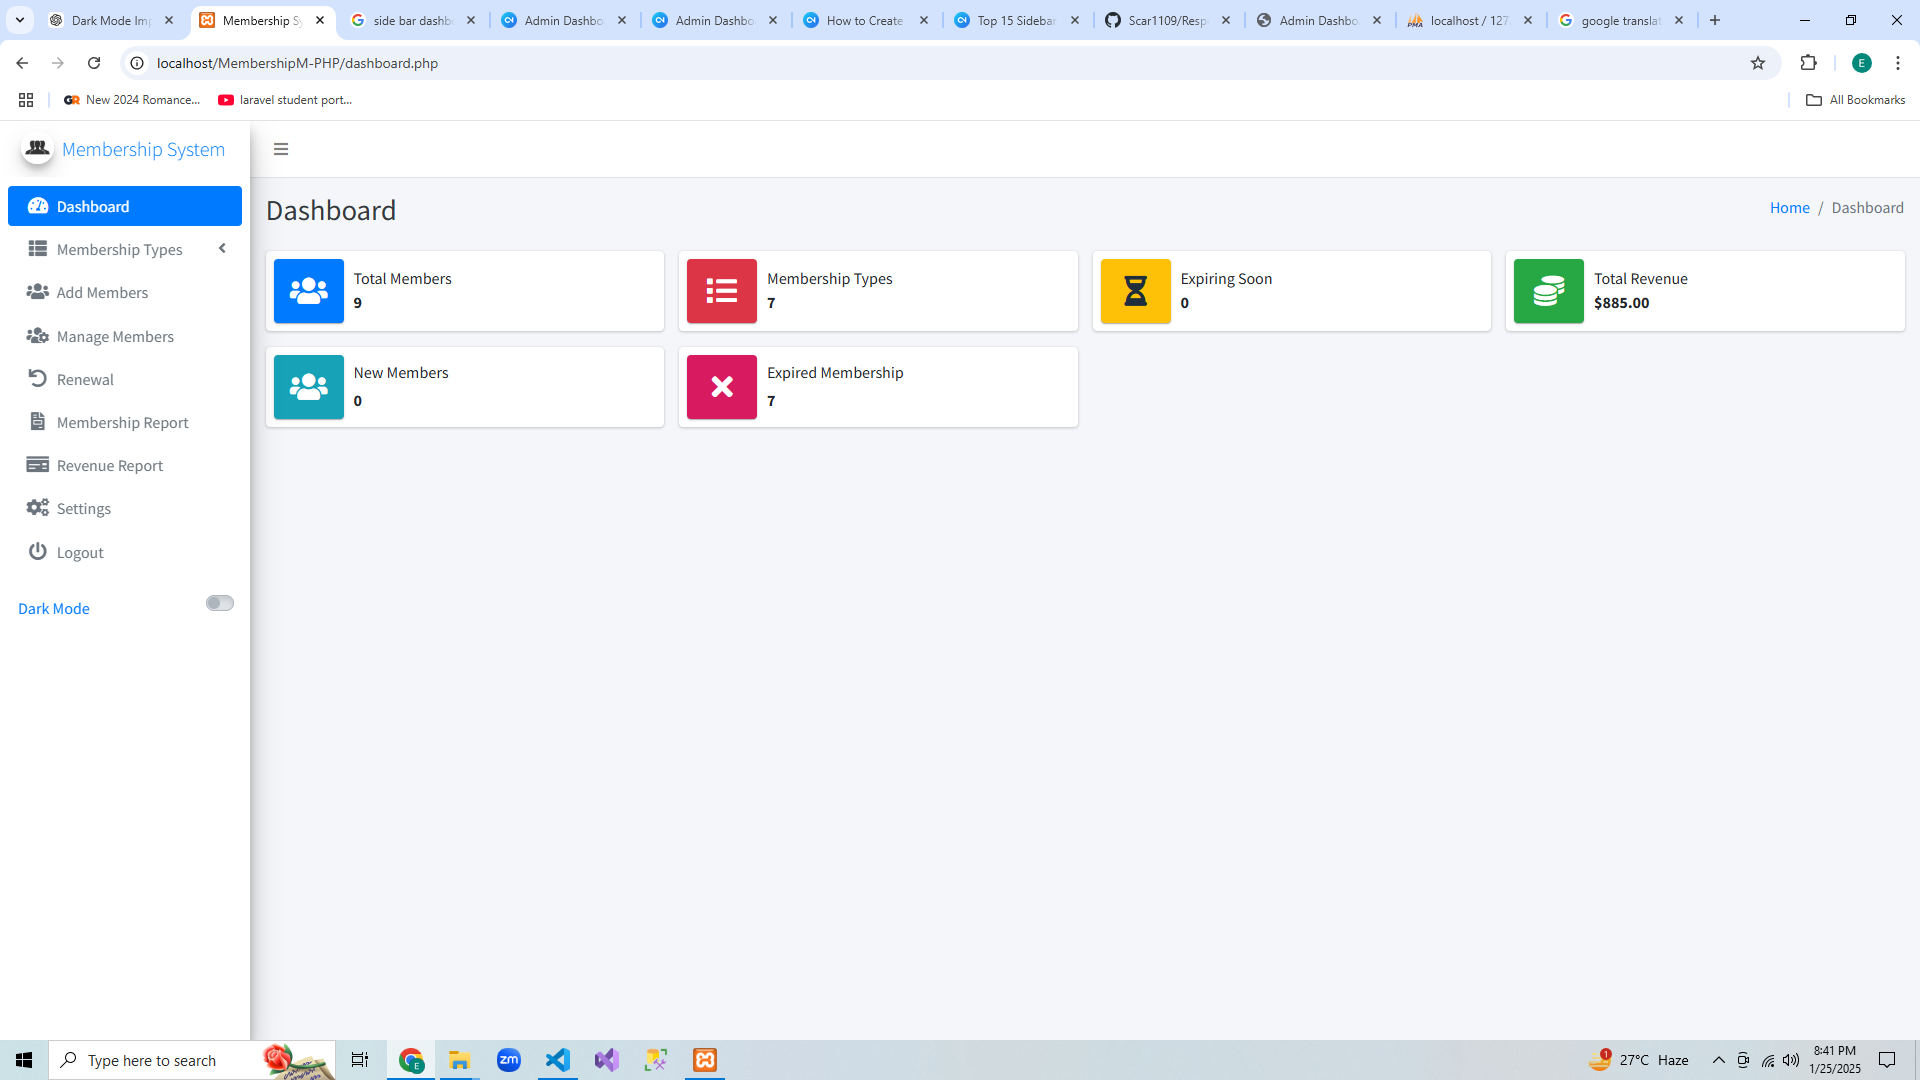 Dark Mode Im
Membership Sy
side bar dashb
Admin Dashbo
Admin Dashbo
How to Create
Top 15 Sidebar
Scar1109/Resp
Admin Dashbo
localhost / 127
google translat
localhost/MembershipM-PHP/dashboard.php
E
New 2024 Romance...
laravel student port...
All Bookmarks
Membership System
Dashboard
Membership Types
Add Members
Manage Members
Renewal
Membership Report
Revenue Report
Settings
Logout
Dark Mode
Dashboard
Home / Dashboard
Total Members
9
Membership Types
7
Expiring Soon
0
Total Revenue
$885.00
New Members
0
Expired Membership
7
Type here to search
E
zm
1
27°C Haze
8:41 PM
1/25/2025